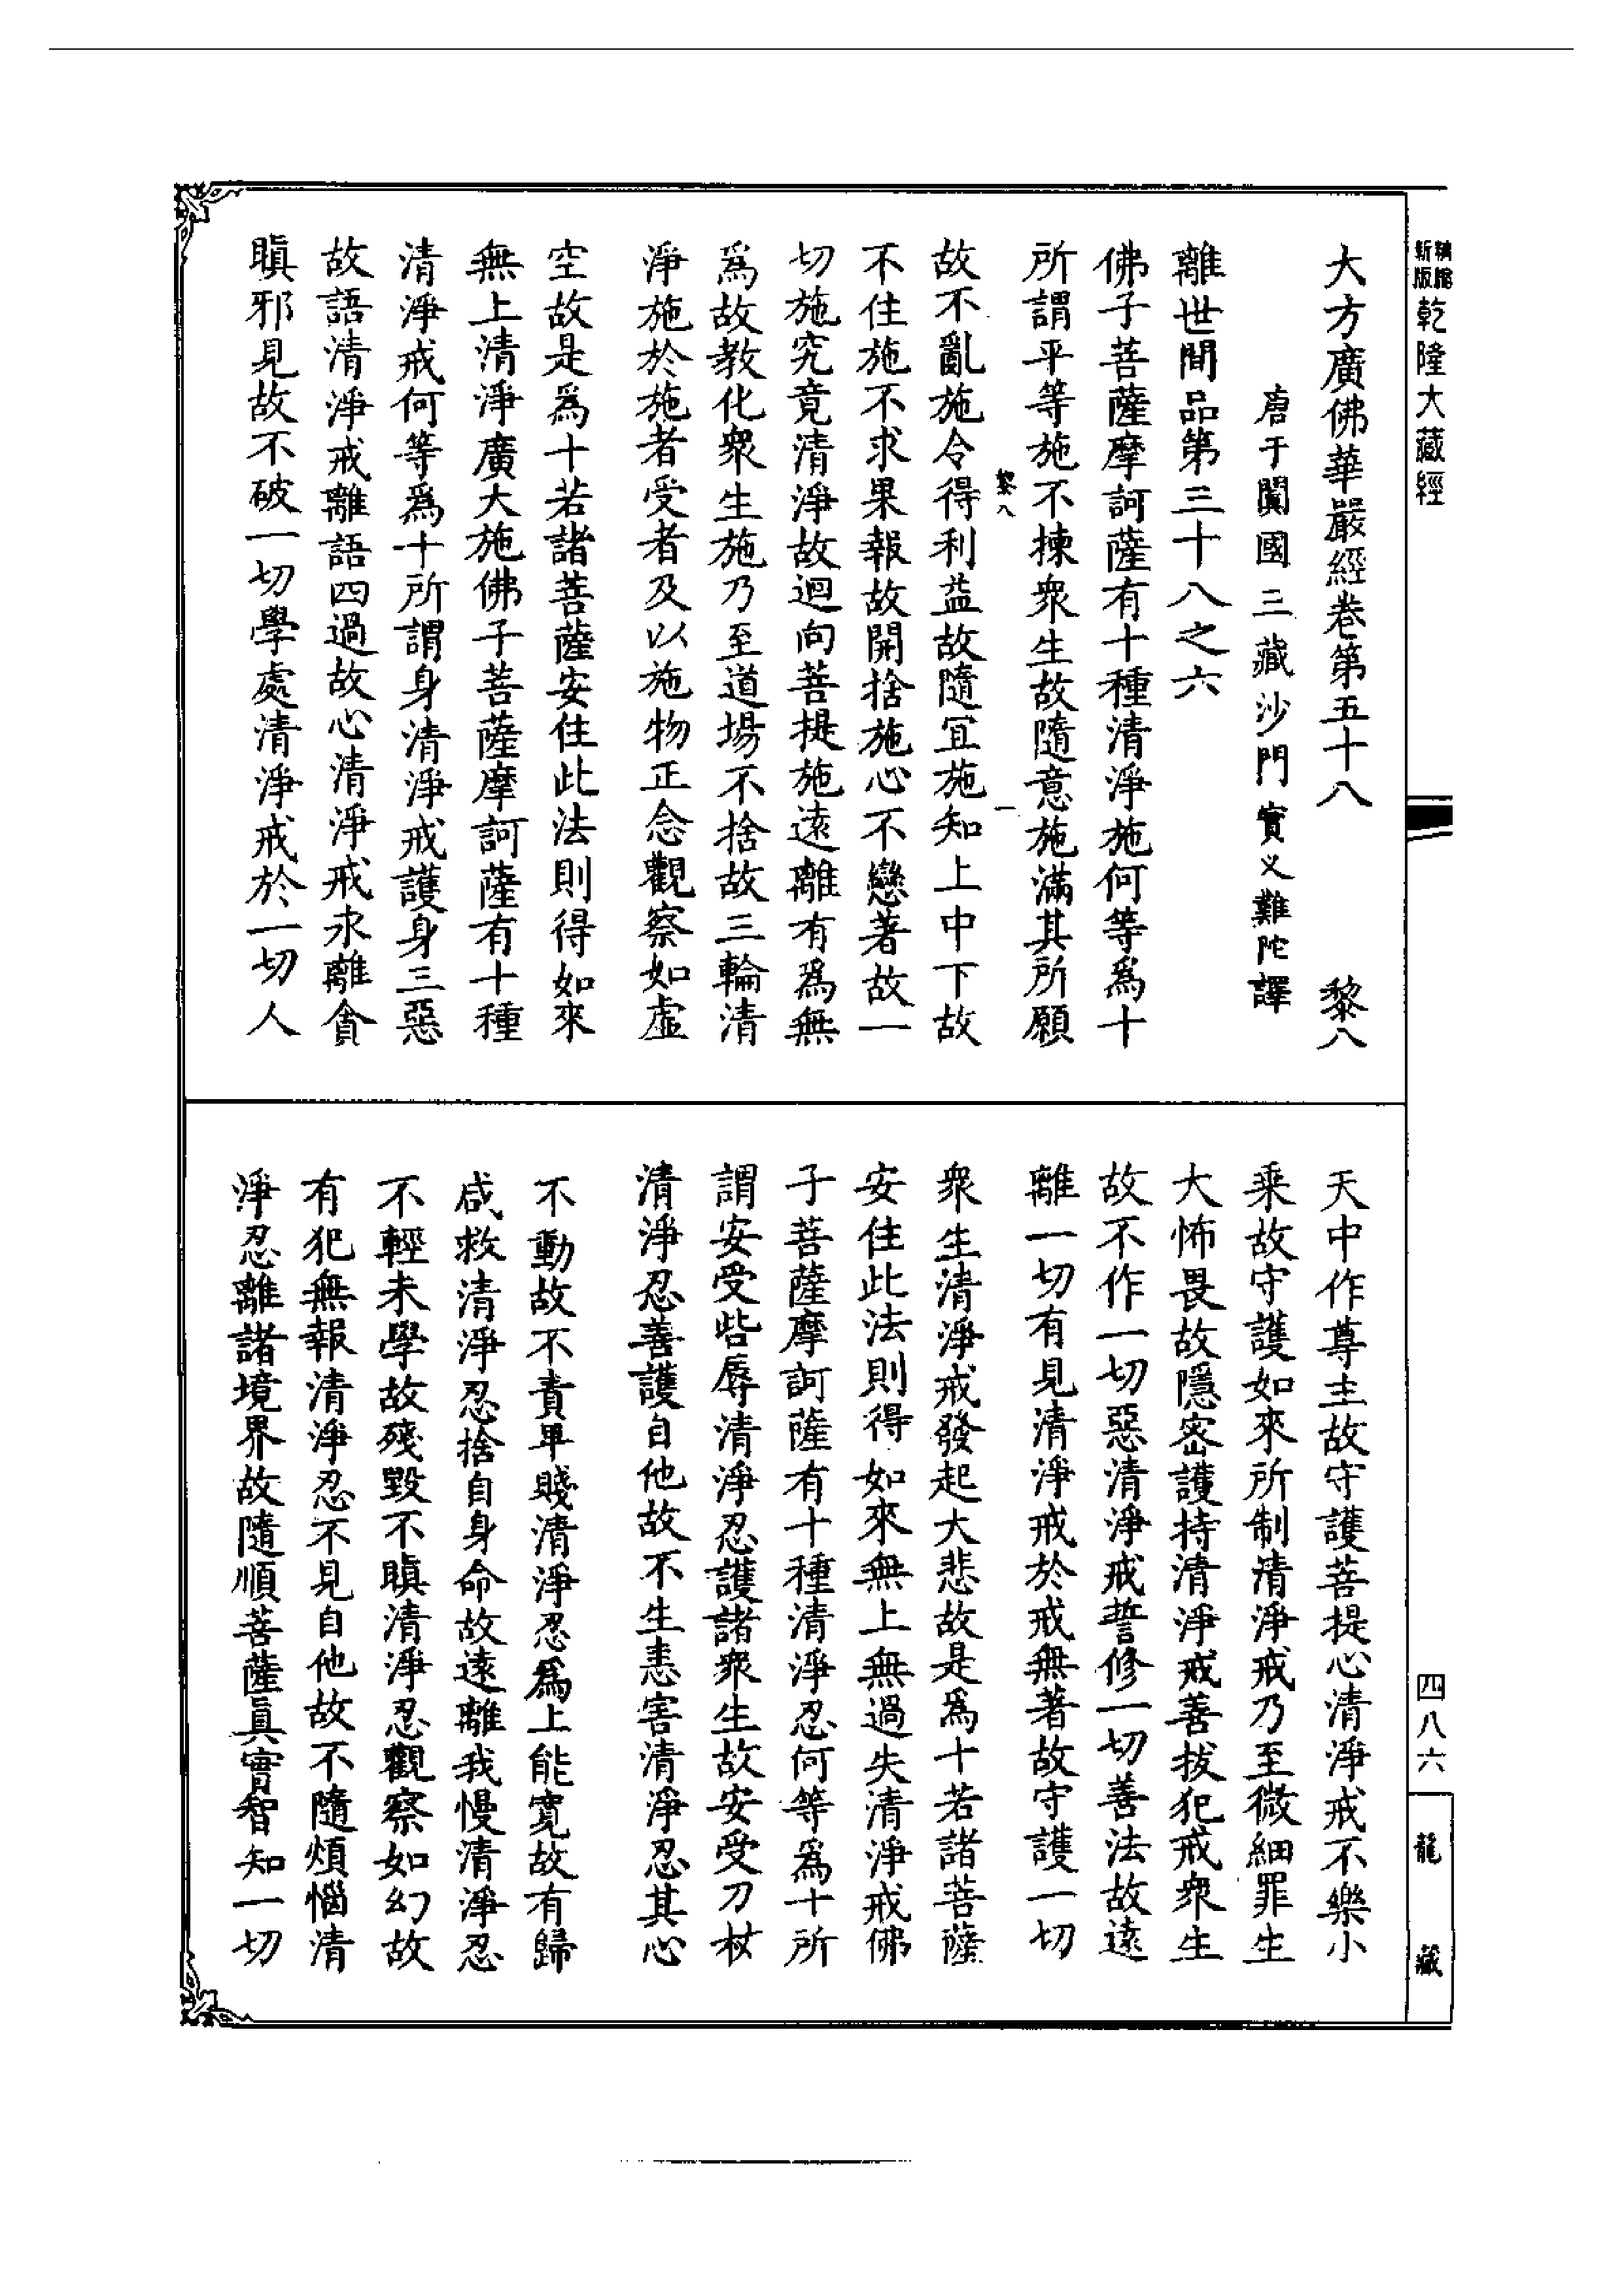 新版
精縮
乾隆大藏經
大方廣佛華嚴經卷第五十八 黎八
唐于闐國三藏沙門實叉難陀譯
離世間品第三十八之六
佛子菩薩摩訶薩有十種清淨施何等為十
所謂平等施不揀衆生故隨意施滿其所願
黎八 一
故不亂施令得利益故隨宜施知上中下故
不住施不求果報故開捨施心不戀著故一
切施究竟清淨故迴向菩提施遠離有為無
為故教化衆生施乃至道場不捨故三輪清
淨施於施者受者及以施物正念觀察如虛
空故是為十若諸菩薩安住此法則得如來
無上清淨廣大施佛子菩薩摩訶薩有十種
清淨戒何等為十所謂身清淨戒護身三惡
故語清淨戒離語四過故心清淨戒永離貪
瞋邪見故不破一切學處清淨戒於一切人
天中作尊主故守護菩提心清淨戒不樂小
乘故守護如來所制清淨戒乃至微細罪生
大怖畏故隱密護持清淨戒善拔犯戒衆生
故不作一切惡清淨戒誓修一切善法故遠
離一切有見清淨戒於戒無著故守護一切
衆生清淨戒發起大悲故是為十若諸菩薩
安住此法則得如來無上無過失清淨戒佛
子菩薩摩訶薩有十種清淨忍何等為十所
謂安受呰辱清淨忍護諸衆生故安受刀杖
清淨忍善護自他故不生恚害清淨忍其心
不動故不責卑賤清淨忍為上能寬故有歸
咸救清淨忍捨自身命故遠離我慢清淨忍
不輕未學故殘毀不瞋清淨忍觀察如幻故
有犯無報清淨忍不見自他故不隨煩惱清
淨忍離諸境界故隨順菩薩真實智知一切
四八六
龍藏